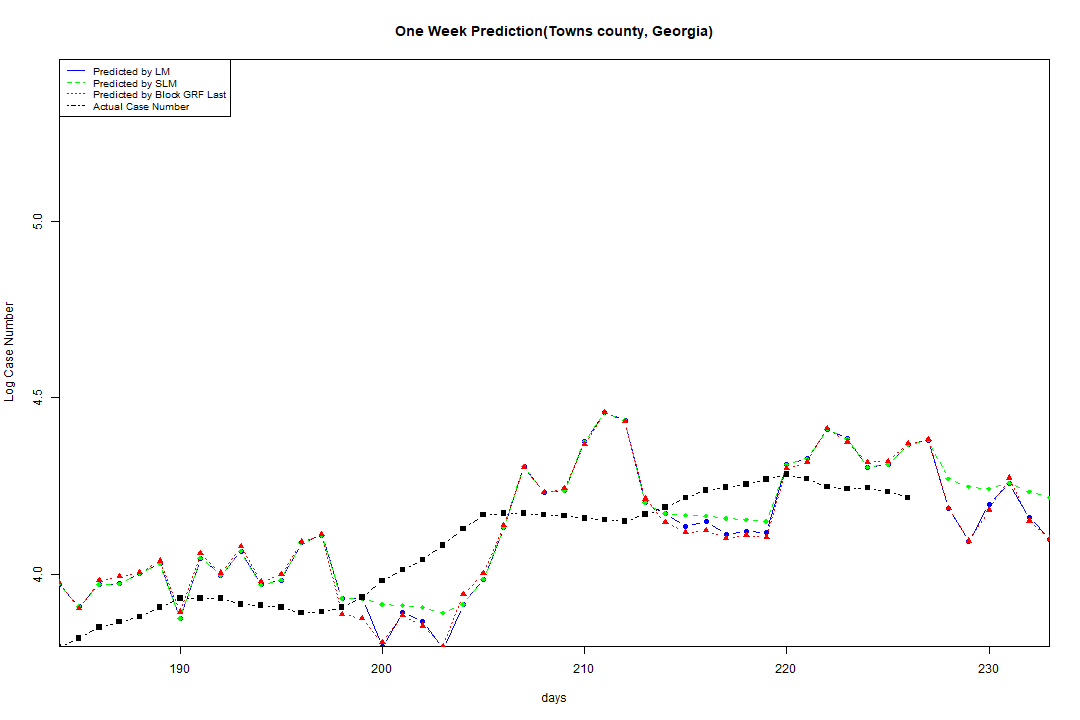 One Week Prediction(Towns county, Georgia)
Predicted by LM
Predicted by SLM
Predicted by Block GRF Last
Actual Case Number
Log Case Number
5.0
4.5
4.0
190 200 210 220 230
days